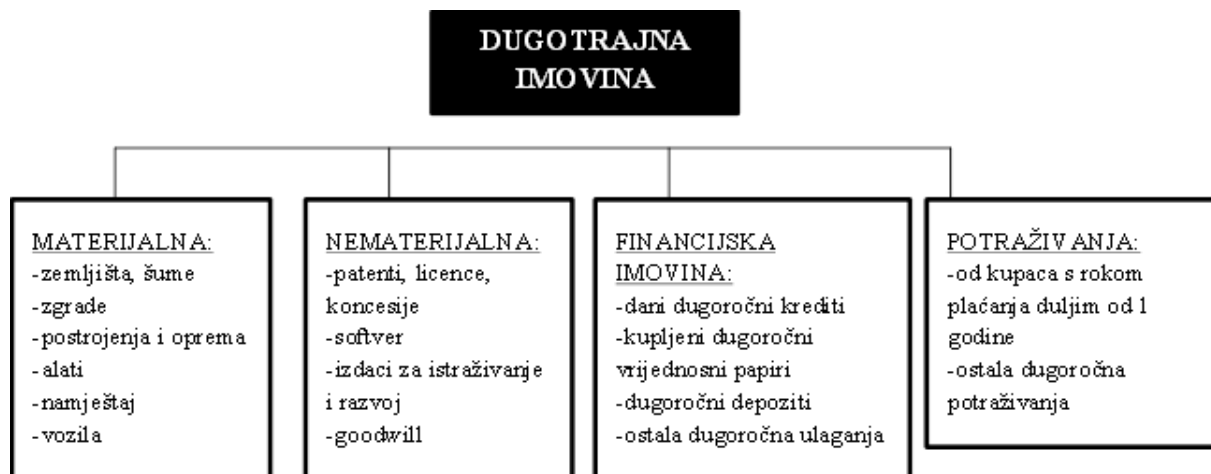 DUGOTRAJNA
IMOVINA
MATERIJALNA:
-zemljišta, šume
-zgrade
-postrojenja i oprema
-alati
-namještaj
-vozila
NEMATERIJALNA:
-patenti, licence,
koncesije
-softver
-izdaci za istraživanje
i razvoj
-goodwill
FINANCIJSKA
IMOVINA:
-dani dugoročni krediti
-kupljeni dugoročni
vrijednosni papiri
-dugoročni depoziti
-ostala dugoročna ulaganja
POTRAŽIVANJA:
-od kupaca s rokom
plaćanja duljim od 1
godine
-ostala dugoročna
potraživanja